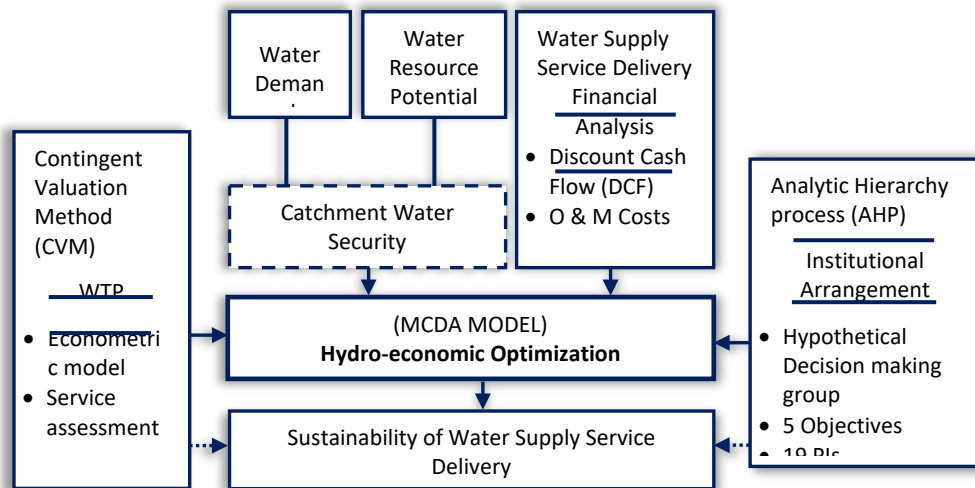 Water
Deman
Water
Resource
Potential
Water Supply
Service Delivery
Financial
Analysis
• Discount Cash
Flow (DCF)
• O & M Costs
Contingent
Valuation
Method
(CVM)
WTP
• Econometri
c model
• Service
assessment
Catchment Water
Security
Analytic Hierarchy
process (AHP)
Institutional
Arrangement
• Hypothetical
Decision making
group
• 5 Objectives
• 19 PIs
(MCDA MODEL)
Hydro-economic Optimization
Sustainability of Water Supply Service
Delivery